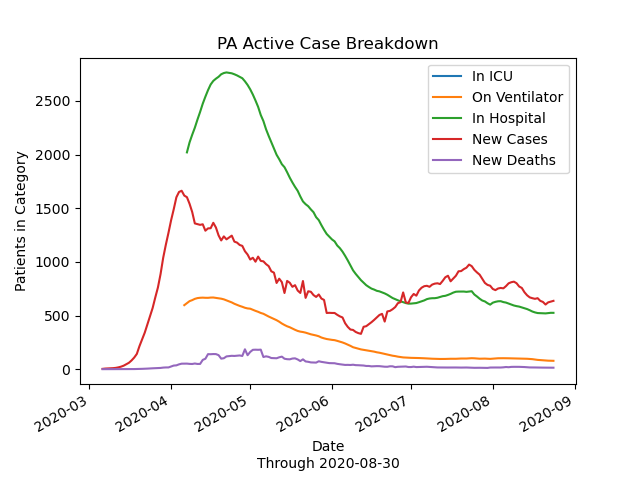 PA Active Case Breakdown
In ICU
On Ventilator
In Hospital
New Cases
New Deaths
Patients in Category
2500
2000
1500
1000
500
0
2020-03
2020-04
2020-05
2020-06
2020-07
2020-08
2020-09
Date
Through 2020-08-30